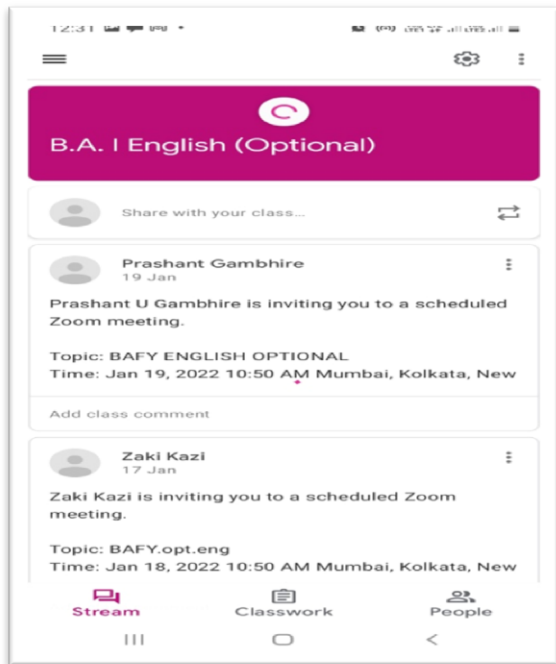 12:31
B.A. I English (Optional)
Share with your class...
Prashant Gambhire
19 Jan
Prashant U Gambhire is inviting you to a scheduled
Zoom meeting.
Topic: BAFY ENGLISH OPTIONAL
Time: Jan 19, 2022 10:50 AM Mumbai, Kolkata, New
Add class comment
Zaki Kazi
17 Jan
Zaki Kazi is inviting you to a scheduled Zoom
meeting.
Topic: BAFY.opt.eng
Time: Jan 18, 2022 10:50 AM Mumbai, Kolkata, New
Stream
Classwork
People